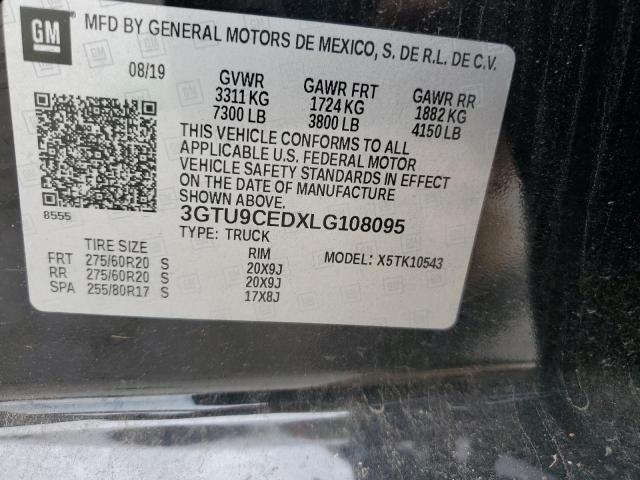 GM MFD BY GENERAL MOTORS DE MEXICO, S. DE R.L. DE C.V.
08/19 GVWR GAWR FRT GAWR RR
3311 KG 1724 KG 1882 KG
7300 LB 3800 LB 4150 LB
THIS VEHICLE CONFORMS TO ALL
APPLICABLE U.S. FEDERAL MOTOR
VEHICLE SAFETY STANDARDS IN EFFECT
ON THE DATE OF MANUFACTURE
SHOWN ABOVE.
8555 3GTU9CEDXLG108095
TYPE: TRUCK
TIRE SIZE RIM MODEL: X5TK10543
FRT 275/60R20 S 20X9J
RR 275/60R20 S 20X9J
SPA 255/80R17 S 17X8J